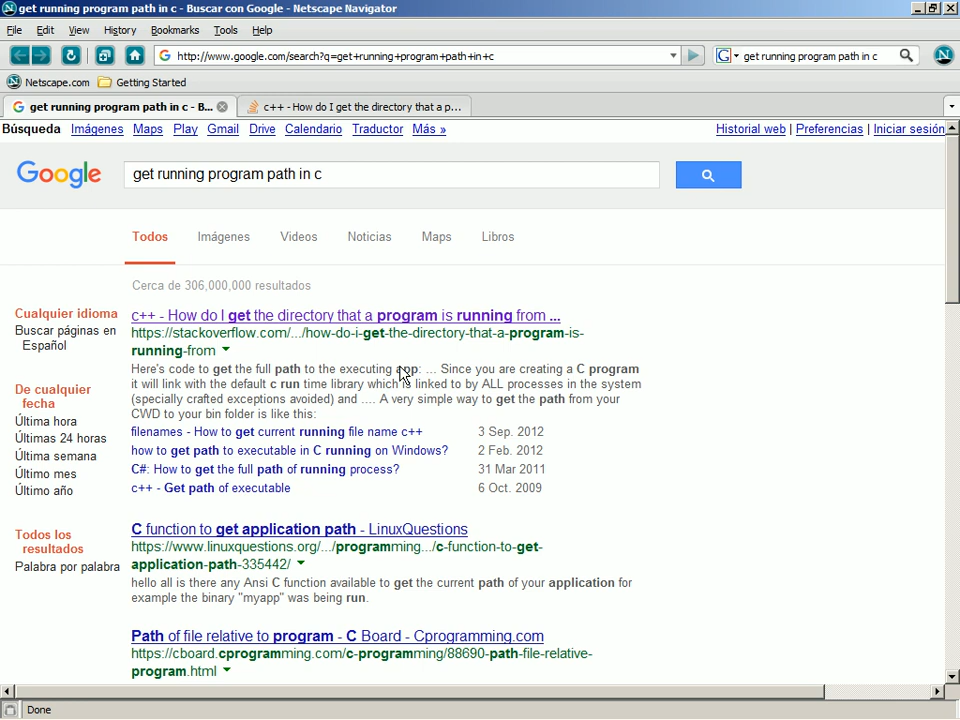 get running program path in c - Buscar con Google - Netscape Navigator
File Edit View History Bookmarks Tools Help
http://www.google.com/search?q=get+running+program+path+in+c
get running program path in c
Netscape.com Getting Started
get running program path in c - B... c++ - How do I get the directory that a p...
Búsqueda Imágenes Maps Play Gmail Drive Calendario Traductor Más »
Historial web | Preferencias | Iniciar sesión
Google
get running program path in c
Todos Imágenes Videos Noticias Maps Libros
Cerca de 306,000,000 resultados
Cualquier idioma
Buscar páginas en
Español
De cualquier
fecha
Última hora
Últimas 24 horas
Última semana
Último mes
Último año
Todos los
resultados
Palabra por palabra
c++ - How do I get the directory that a program is running from ...
https://stackoverflow.com/.../how-do-i-get-the-directory-that-a-program-is-
running-from
Here's code to get the full path to the executing app: ... Since you are creating a C program
it will link with the default c run time library which is linked to by ALL processes in the system
(specially crafted exceptions avoided) and .... A very simple way to get the path from your
CWD to your bin folder is like this:
filenames - How to get current running file name c++ 3 Sep. 2012
how to get path to executable in C running on Windows? 2 Feb. 2012
C#: How to get the full path of running process? 31 Mar 2011
c++ - Get path of executable 6 Oct. 2009
C function to get application path - LinuxQuestions
https://www.linuxquestions.org/.../programming.../c-function-to-get-
application-path-335442/
hello all is there any Ansi C function available to get the current path of your application for
example the binary "myapp" was being run.
Path of file relative to program - C Board - Cprogramming.com
https://cboard.cprogramming.com/c-programming/88690-path-file-relative-
program.html
Done